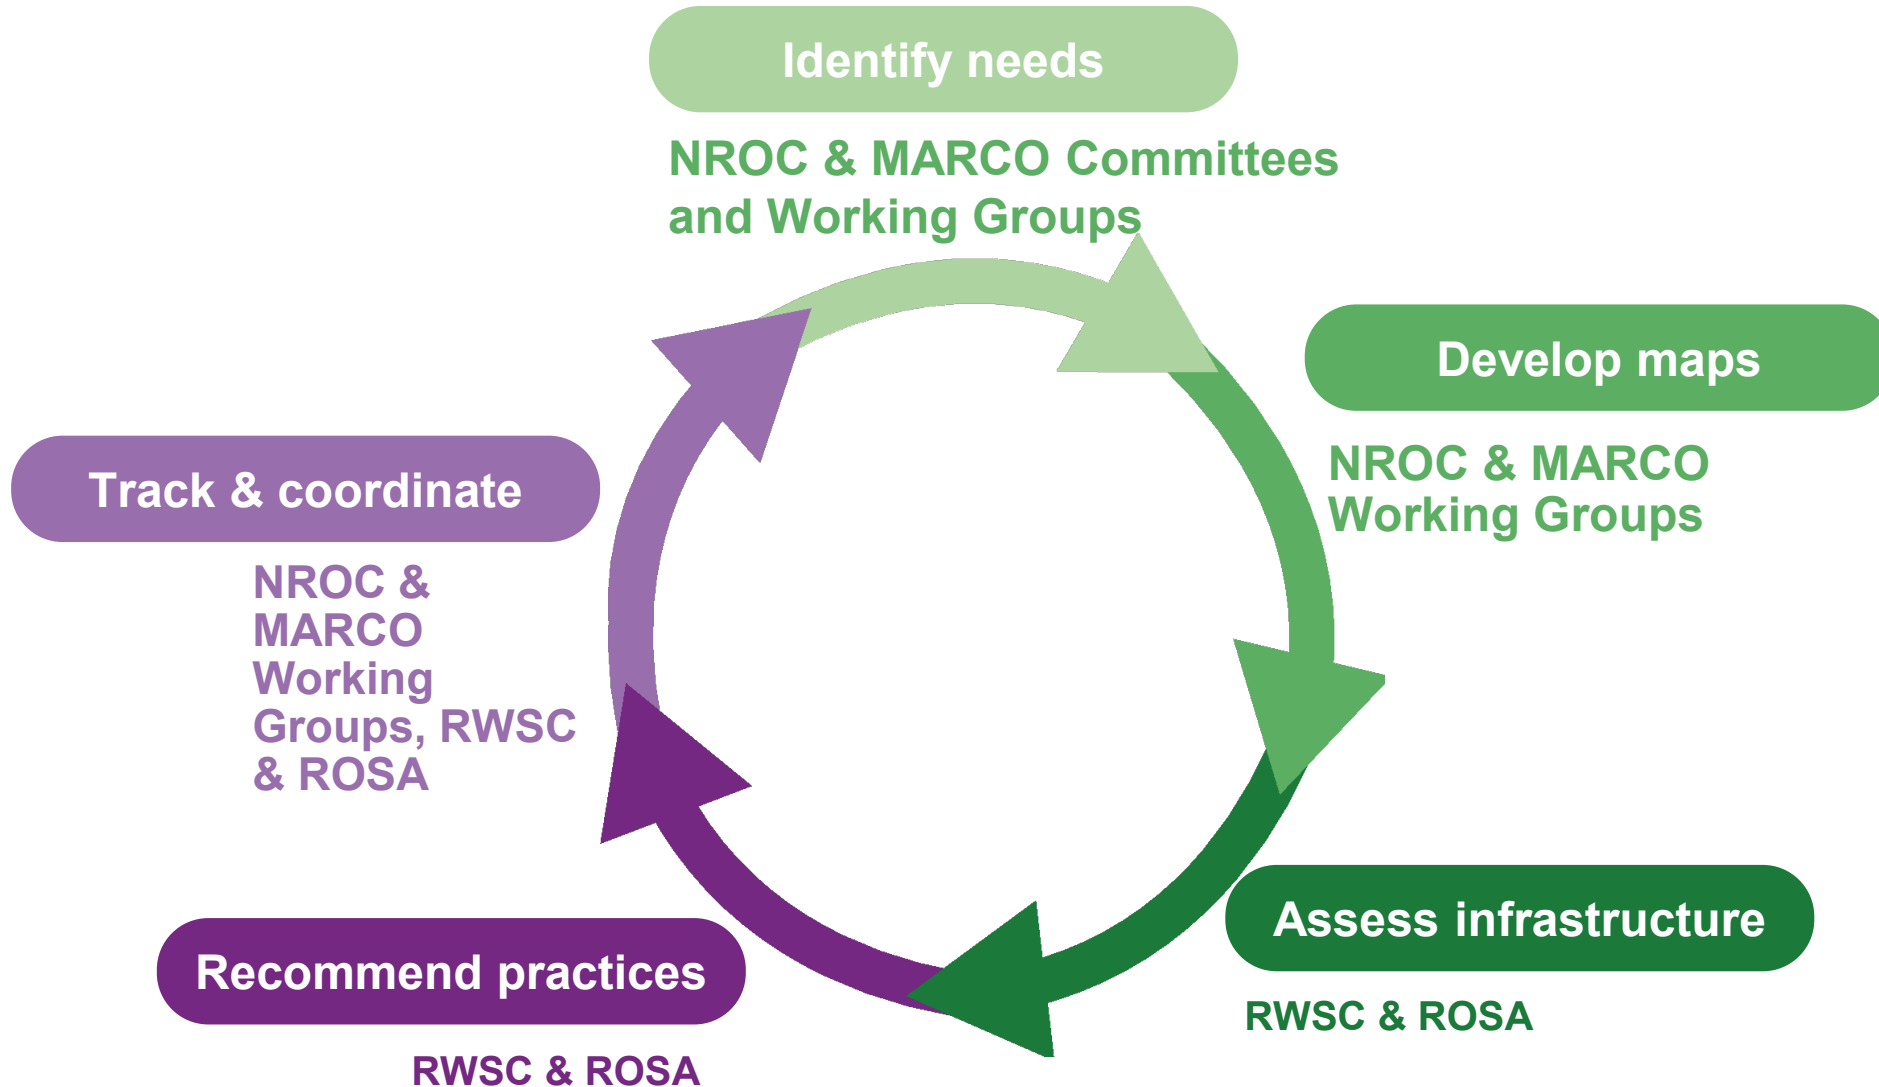 Identify needs
NROC & MARCO Committees
and Working Groups
Develop maps
NROC & MARCO
Working Groups
Assess infrastructure
RWSC & ROSA
Recommend practices
RWSC & ROSA
Track & coordinate
NROC &
MARCO
Working
Groups, RWSC
& ROSA